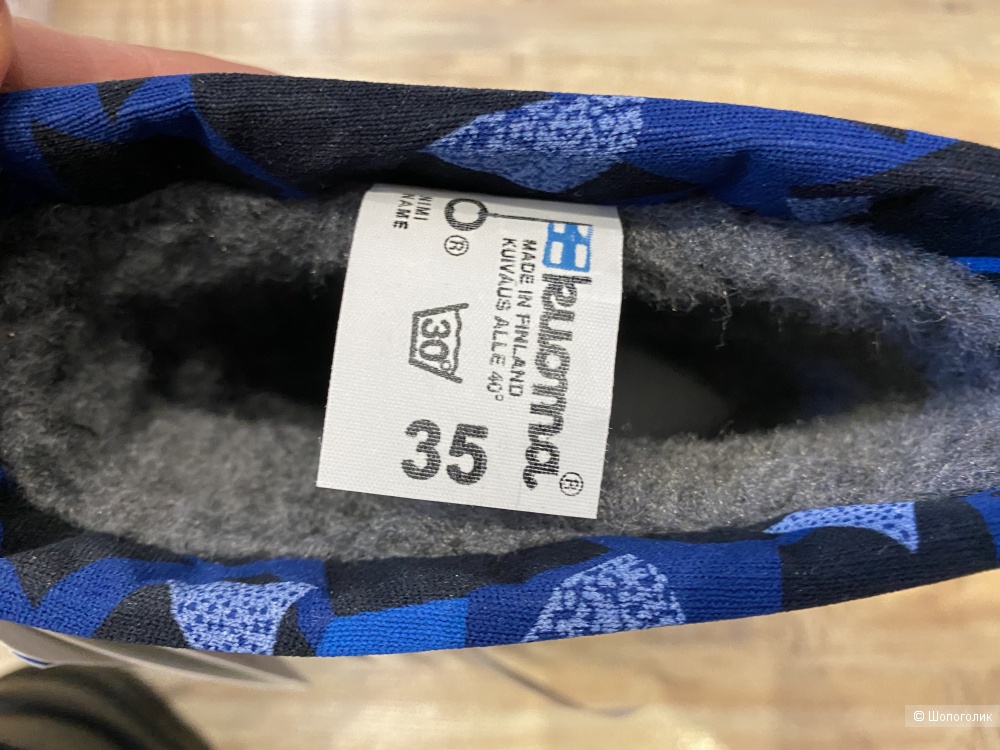 kuoma®
MADE IN FINLAND
KUIVAUS ALLE 40°
NIMI
NAME
®
30°
35
© Шопоголик